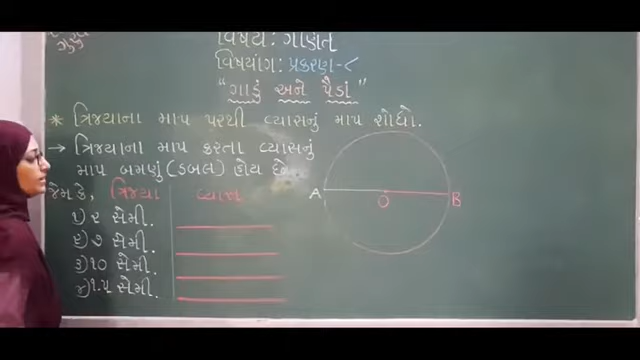 વિષય: ગણિત
વિષયાંગ: પ્રકરણ-૮
"ગાડું અને પૈડાં"
* ત્રિજ્યાના માપ પરથી વ્યાસનું માપ શોધો.
→ ત્રિજ્યાના માપ કરતા વ્યાસનું
માપ બમણું (ડબલ) હોય છે.
જેમ કે, ત્રિજ્યા વ્યાસ
૧) ૨ સેમી.
૨) ૭ સેમી.
૩) ૧૦ સેમી.
૪) ૧.૫ સેમી.
A O B